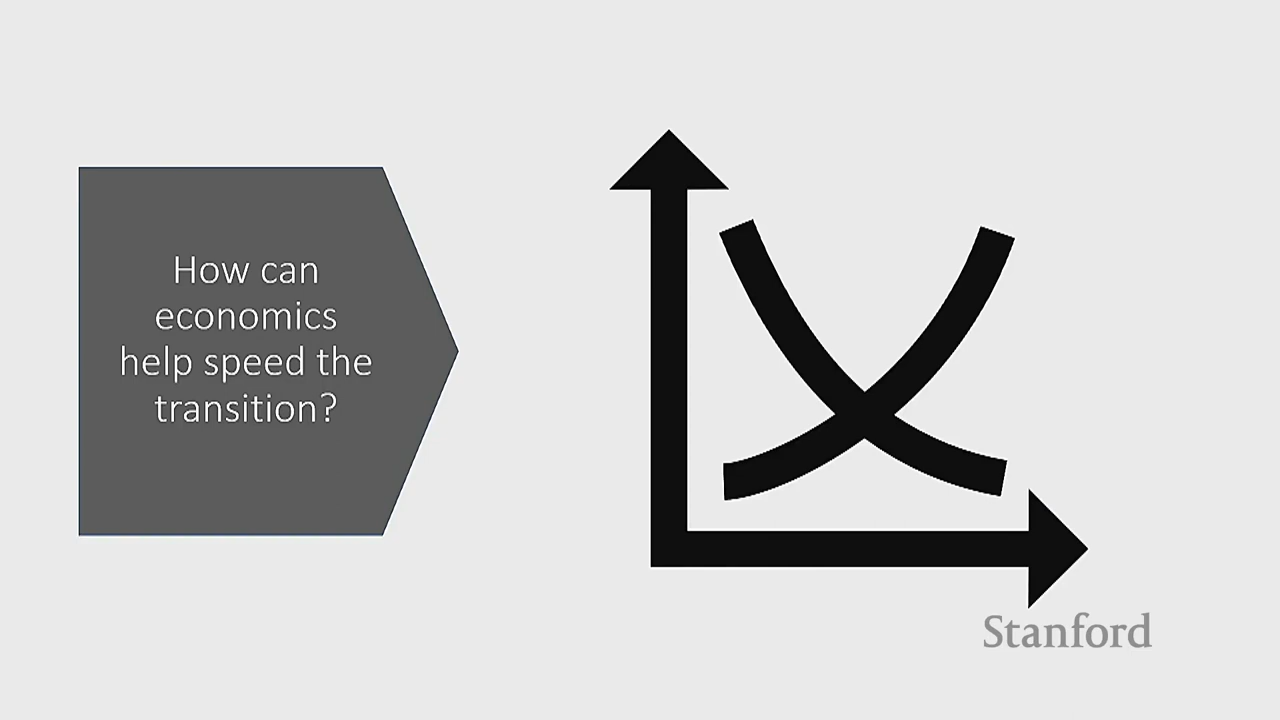 How can
economics
help speed the
transition?
Stanford